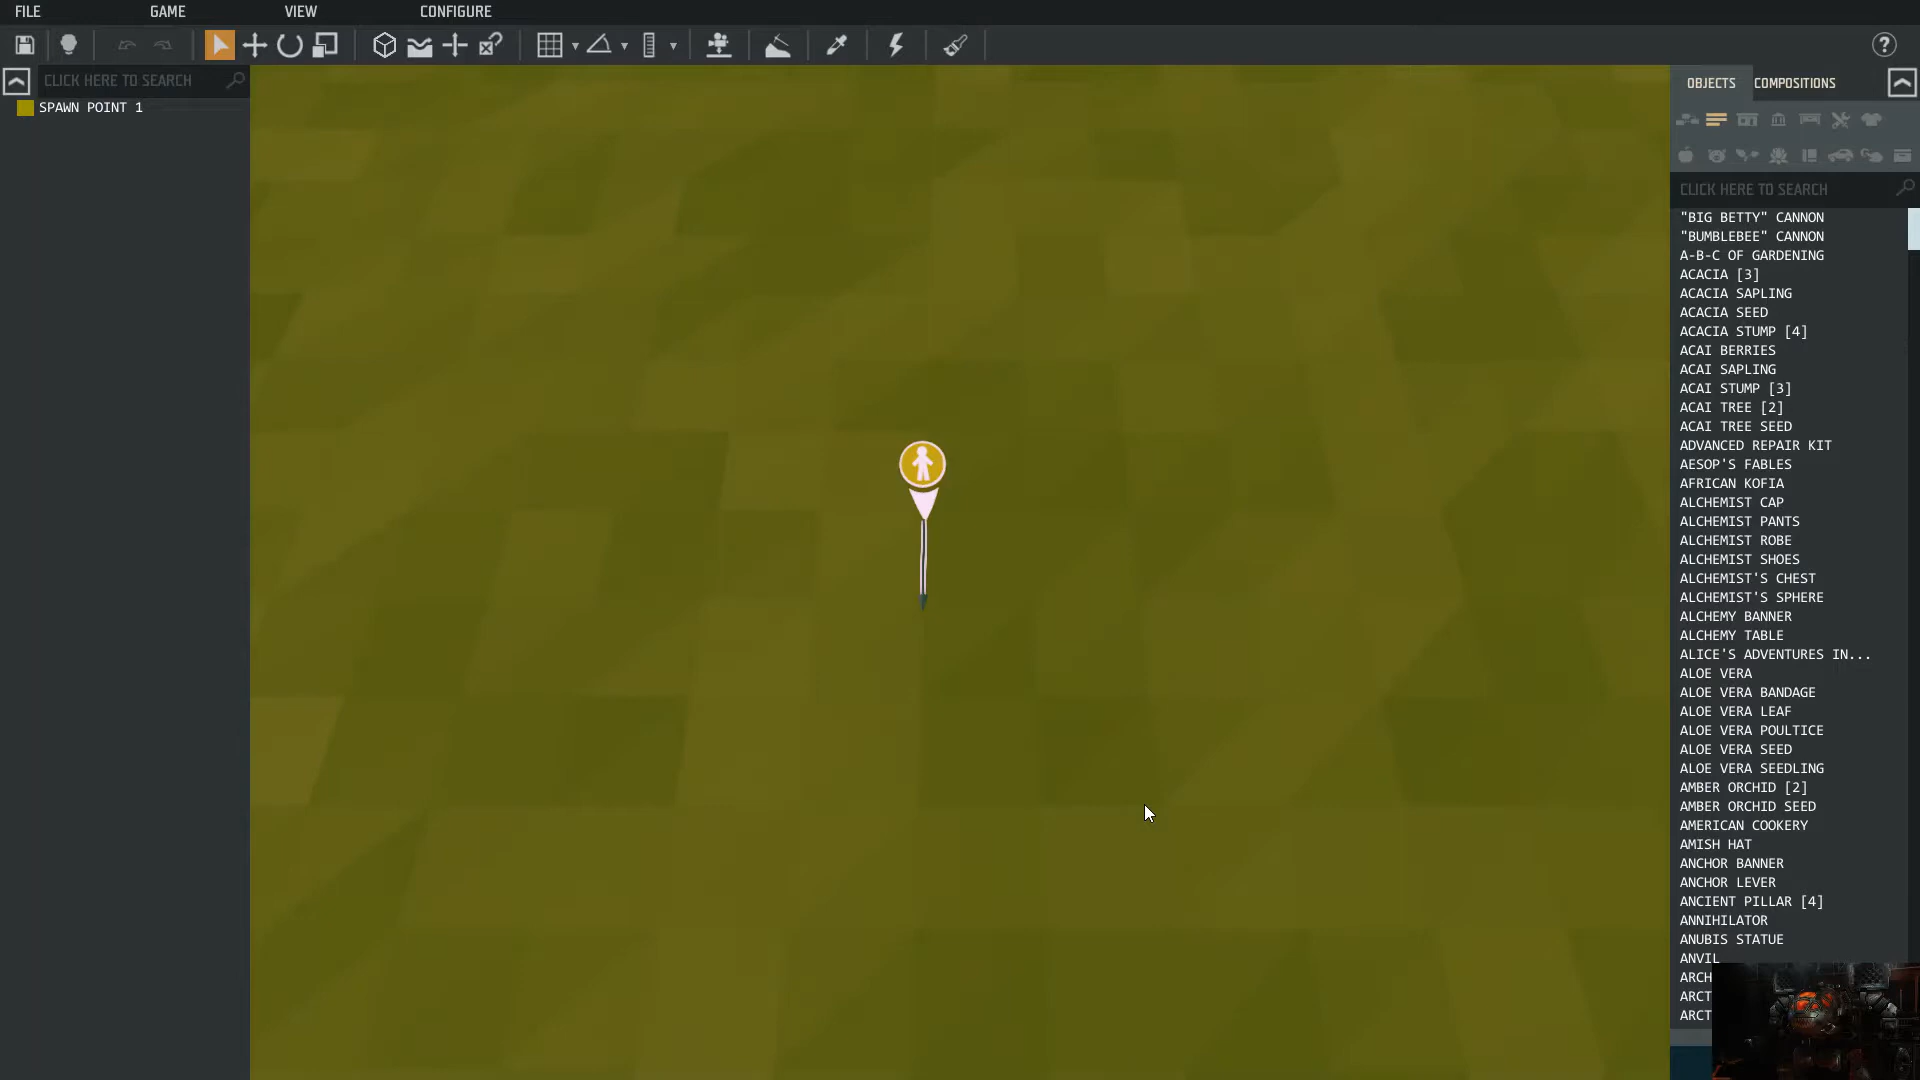 FILE GAME VIEW CONFIGURE
?
CLICK HERE TO SEARCH
SPAWN POINT 1
OBJECTS COMPOSITIONS
CLICK HERE TO SEARCH
"BIG BETTY" CANNON
"BUMBLEBEE" CANNON
A-B-C OF GARDENING
ACACIA [3]
ACACIA SAPLING
ACACIA SEED
ACACIA STUMP [4]
ACAI BERRIES
ACAI SAPLING
ACAI STUMP [3]
ACAI TREE [2]
ACAI TREE SEED
ADVANCED REPAIR KIT
AESOP'S FABLES
AFRICAN KOFIA
ALCHEMIST CAP
ALCHEMIST PANTS
ALCHEMIST ROBE
ALCHEMIST SHOES
ALCHEMIST'S CHEST
ALCHEMIST'S SPHERE
ALCHEMY BANNER
ALCHEMY TABLE
ALICE'S ADVENTURES IN...
ALOE VERA
ALOE VERA BANDAGE
ALOE VERA LEAF
ALOE VERA POULTICE
ALOE VERA SEED
ALOE VERA SEEDLING
AMBER ORCHID [2]
AMBER ORCHID SEED
AMERICAN COOKERY
AMISH HAT
ANCHOR BANNER
ANCHOR LEVER
ANCIENT PILLAR [4]
ANNIHILATOR
ANUBIS STATUE
ANVIL
ARCH
ARCT
ARCT